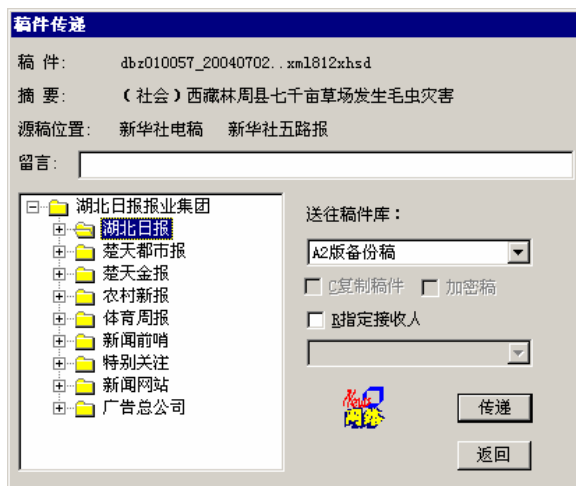 稿件传递
稿 件: dbz010057_20040702..xml812xhsd
摘 要: (社会)西藏林周县七千亩草场发生毛虫灾害
源稿位置: 新华社电稿 新华社五路报
留言:
湖北日报报业集团
湖北日报
楚天都市报
楚天金报
农村新报
体育周报
新闻前哨
特别关注
新闻网站
广告总公司
送往稿件库:
A2版备份稿
C复制稿件 加密稿
R指定接收人
News
网络
传递
返回